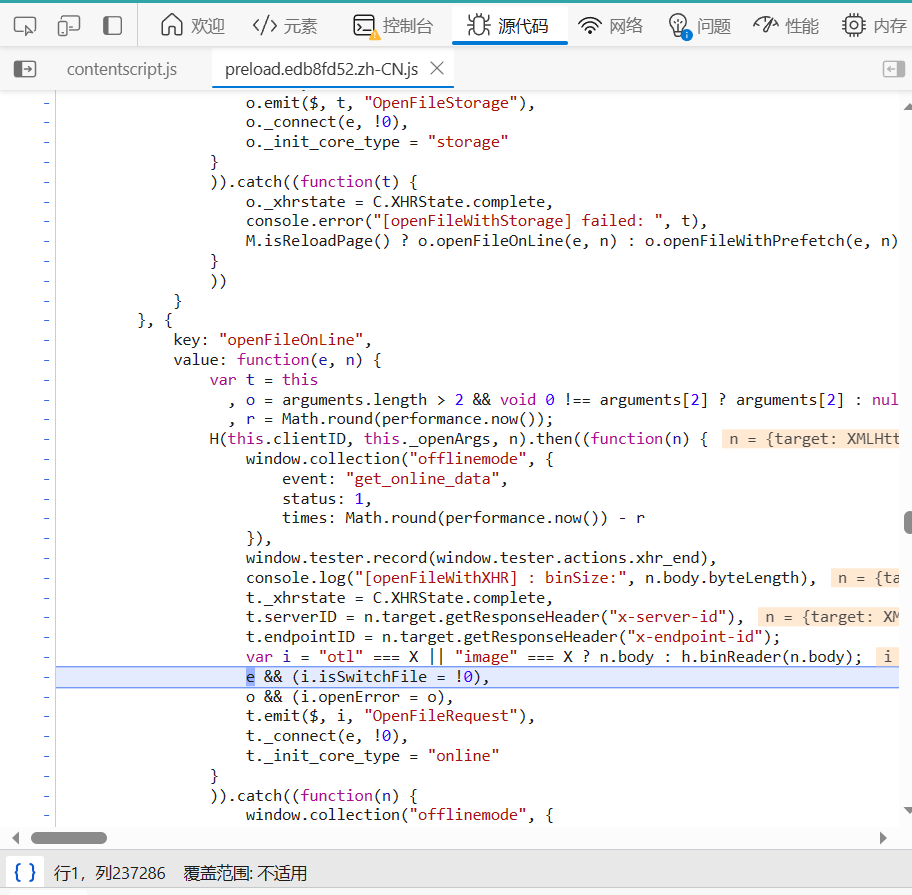 欢迎 元素 控制台 源代码 网络 问题 性能 内存
contentscript.js preload.edb8fd52.zh-CN.js
o.emit($, t, "OpenFileStorage"),
o._connect(e, !0),
o._init_core_type = "storage"
}
)).catch((function(t) {
o._xhrstate = C.XHRState.complete,
console.error("[openFileWithStorage] failed: ", t),
M.isReloadPage() ? o.openFileOnLine(e, n) : o.openFileWithPrefetch(e, n)
}
))
}
}, {
key: "openFileOnLine",
value: function(e, n) {
var t = this
, o = arguments.length > 2 && void 0 !== arguments[2] ? arguments[2] : nul
, r = Math.round(performance.now());
H(this.clientID, this._openArgs, n).then((function(n) { n = {target: XMLHtt
window.collection("offlinemode", {
event: "get_online_data",
status: 1,
times: Math.round(performance.now()) - r
}),
window.tester.record(window.tester.actions.xhr_end),
console.log("[openFileWithXHR] : binSize:", n.body.byteLength), n = {ta
t._xhrstate = C.XHRState.complete,
t.serverID = n.target.getResponseHeader("x-server-id"), n = {target: XM
t.endpointID = n.target.getResponseHeader("x-endpoint-id");
var i = "otl" === X || "image" === X ? n.body : h.binReader(n.body); i
e && (i.isSwitchFile = !0),
o && (i.openError = o),
t.emit($, i, "OpenFileRequest"),
t._connect(e, !0),
t._init_core_type = "online"
}
)).catch((function(n) {
window.collection("offlinemode", {
{ } 行1，列237286 覆盖范围: 不适用